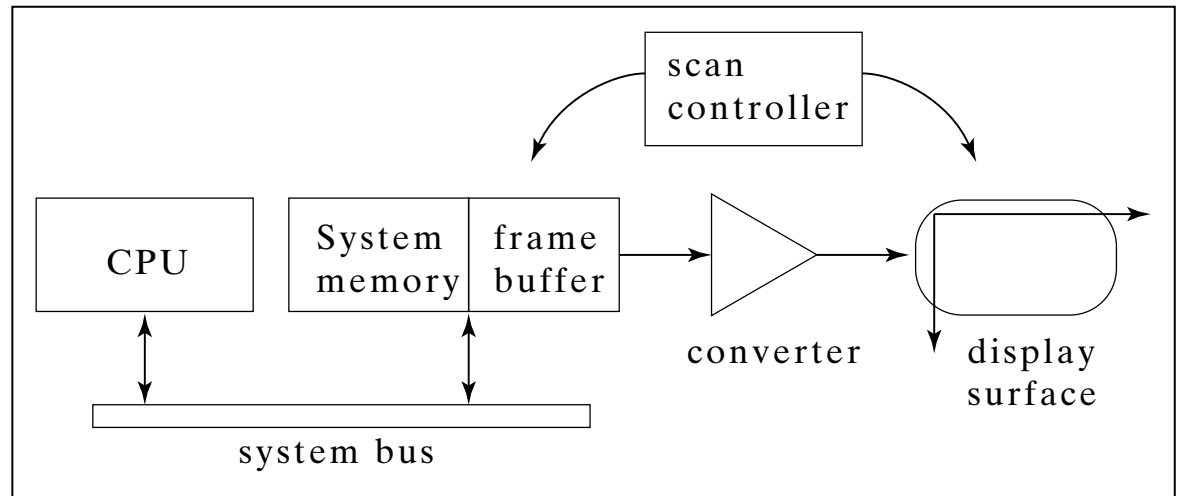 scan
controller
CPU
System
memory
frame
buffer
converter
display
surface
system bus